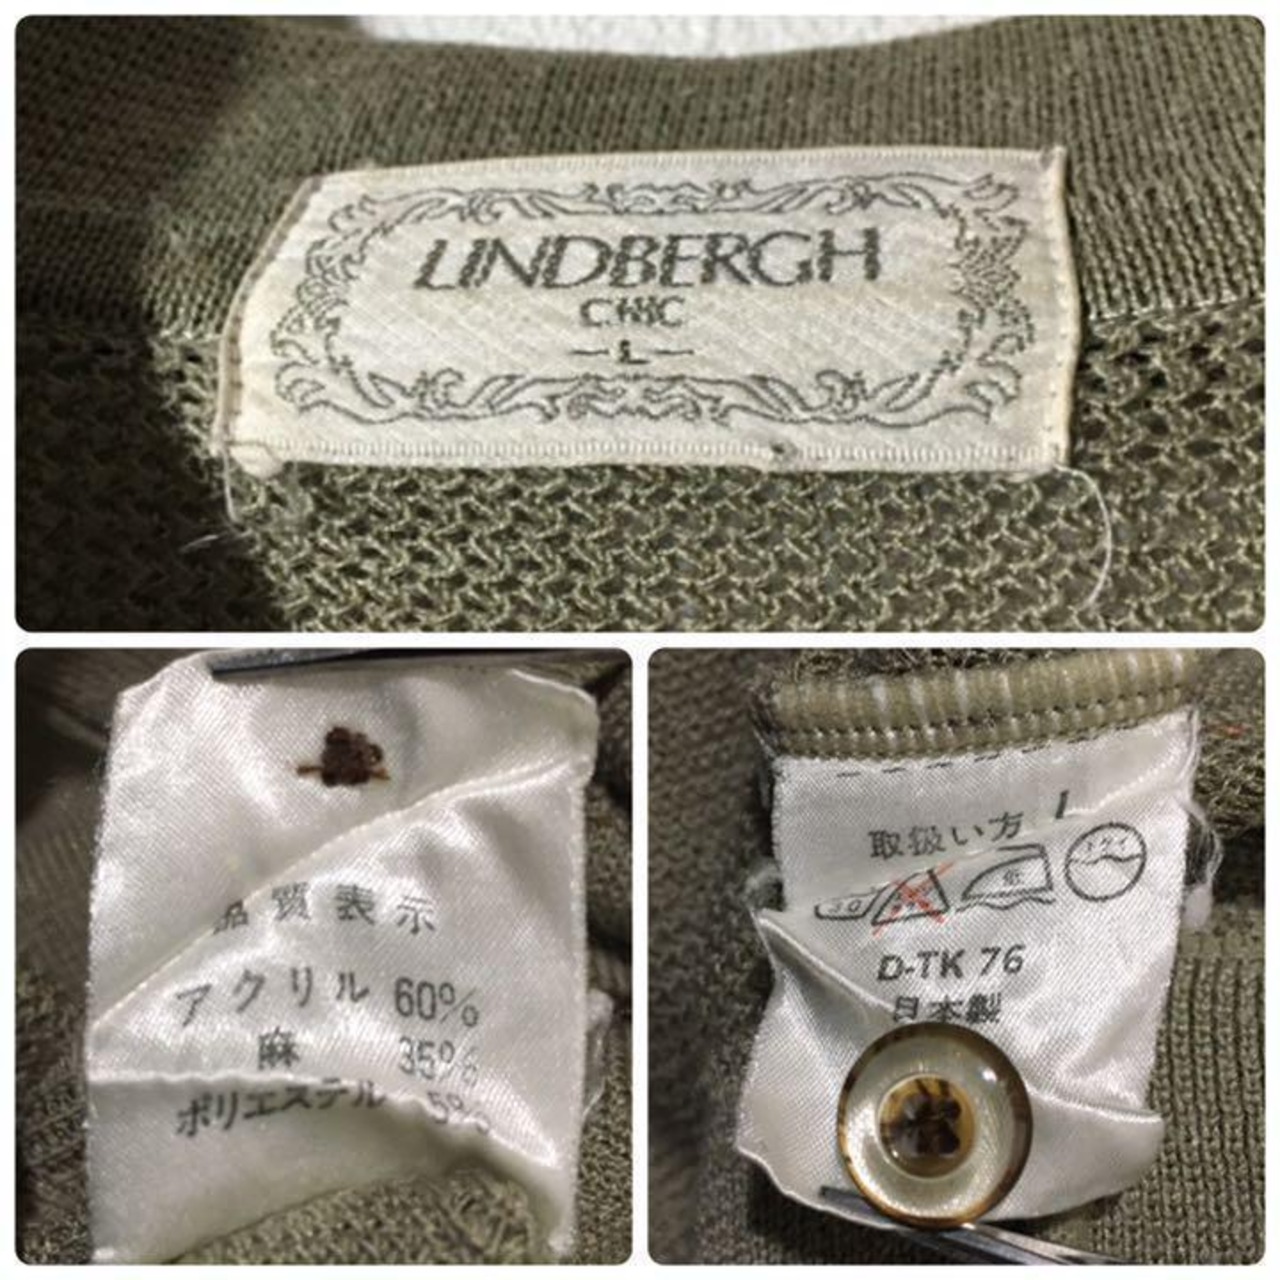 LINDBERGH
CHIC
L
品質表示
アクリル 60%
麻 35%
ポリエステル 5%
取扱い方
D-TK 76
日本製